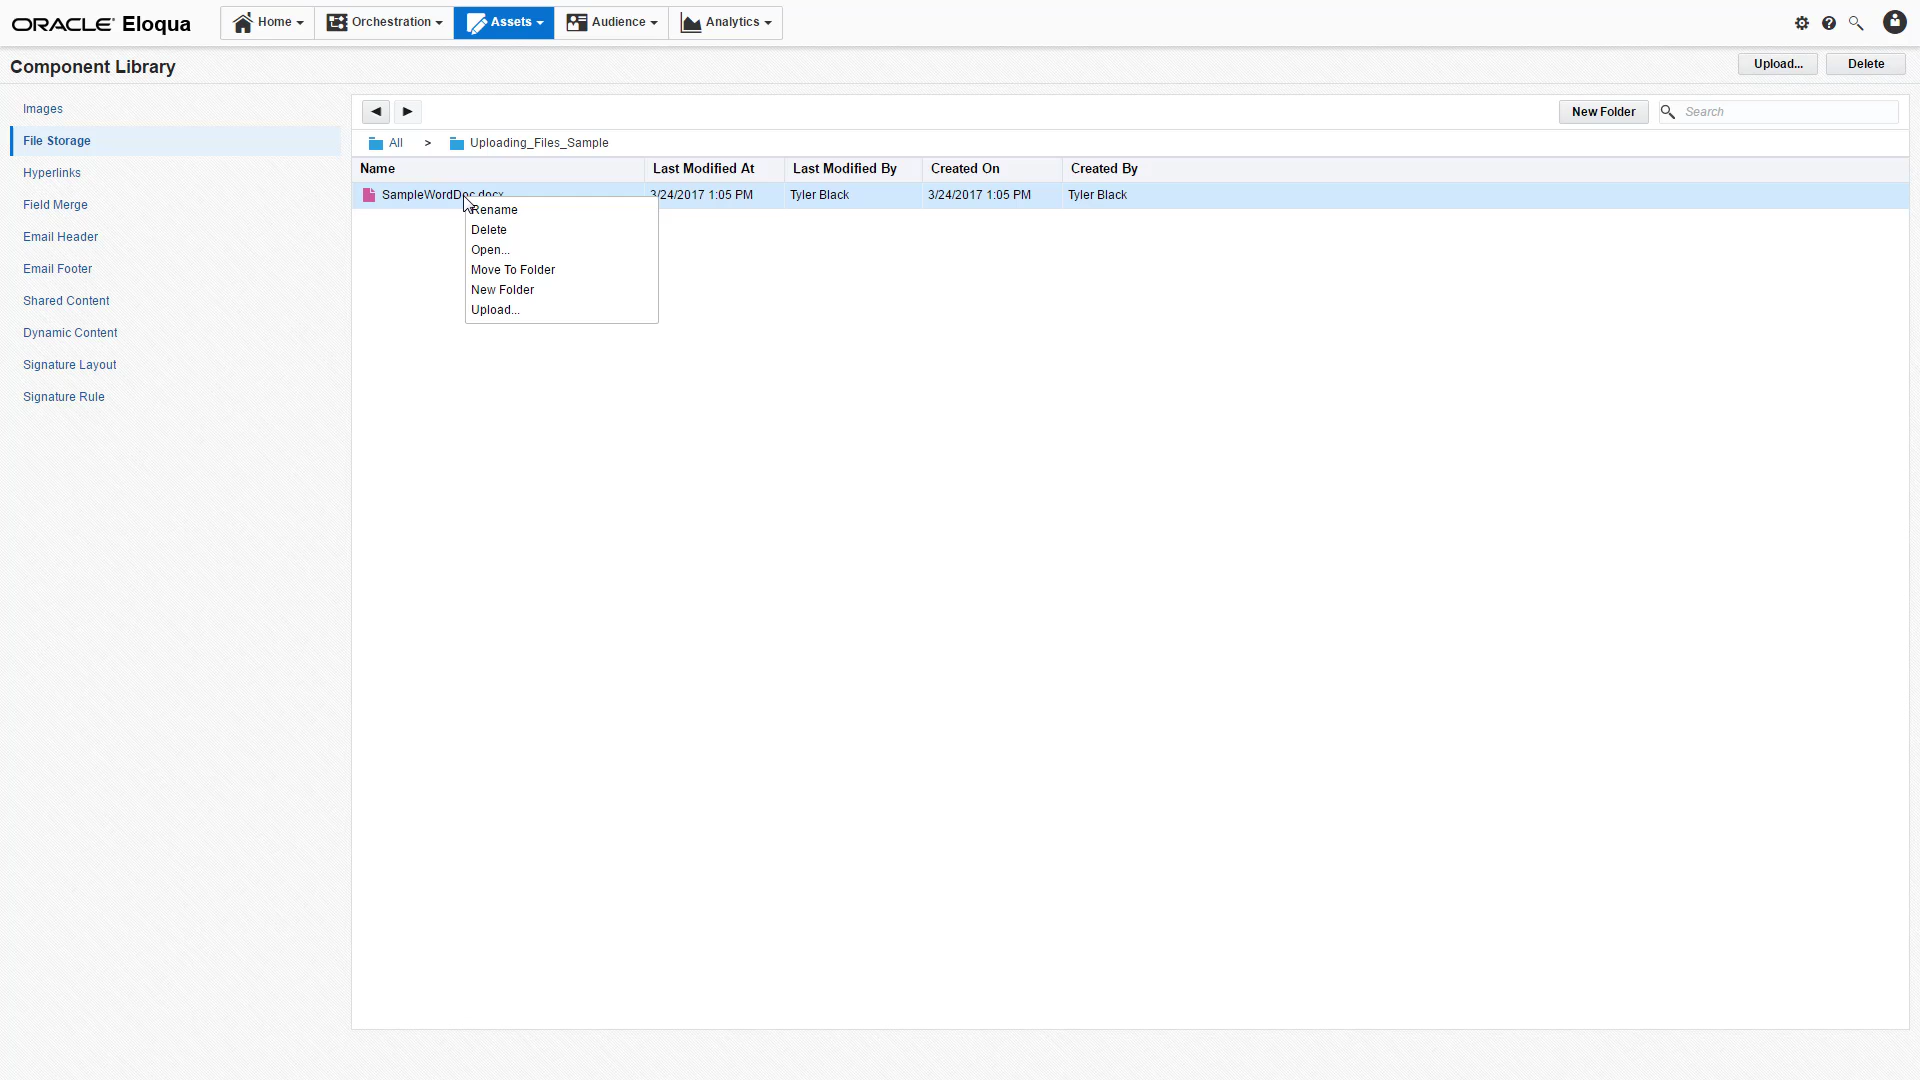 ORACLE Eloqua
Home
Orchestration
Assets
Audience
Analytics
Component Library
Upload...
Delete
Images
File Storage
Hyperlinks
Field Merge
Email Header
Email Footer
Shared Content
Dynamic Content
Signature Layout
Signature Rule
New Folder
Search
All > Uploading_Files_Sample
Name Last Modified At Last Modified By Created On Created By
SampleWordDoc.docx 3/24/2017 1:05 PM Tyler Black 3/24/2017 1:05 PM Tyler Black
Rename
Delete
Open...
Move To Folder
New Folder
Upload...